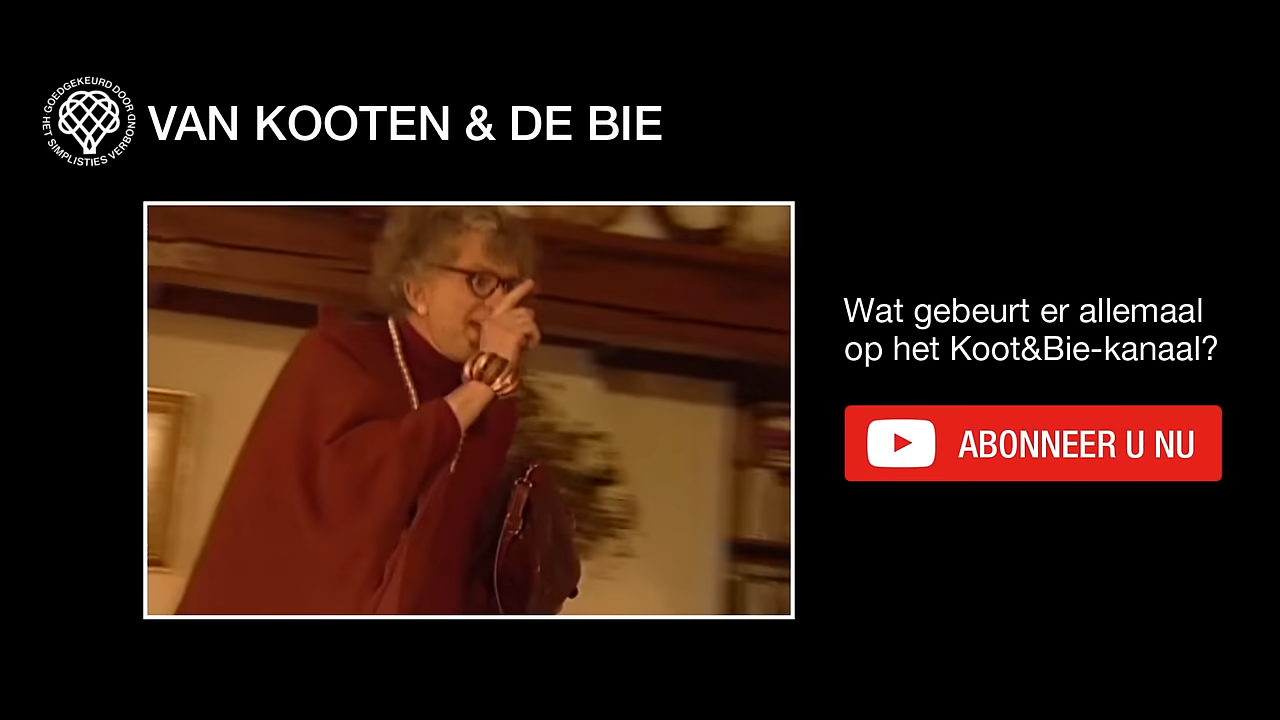 GOEDGEKEURD DOOR HET SIMPLISTIES VERBOND
VAN KOOTEN & DE BIE
Wat gebeurt er allemaal
op het Koot&Bie-kanaal?
ABONNEER U NU